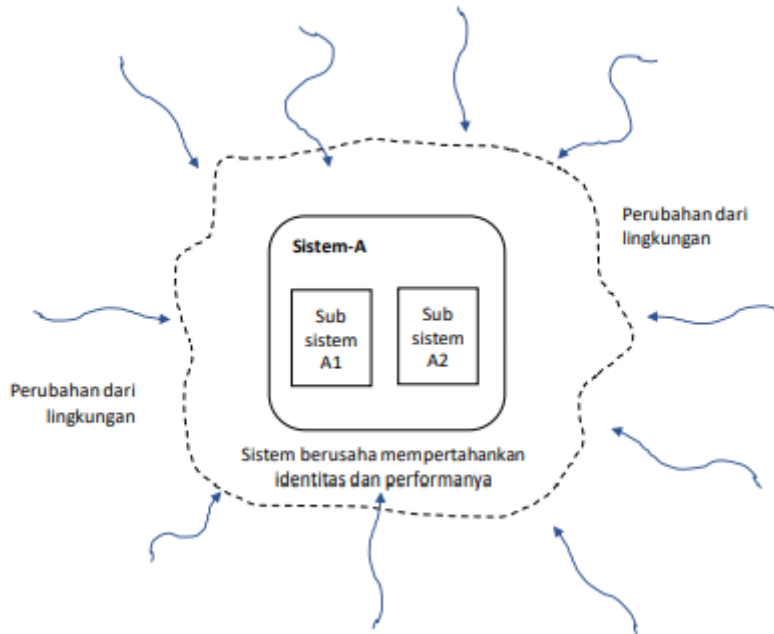 Perubahan dari
lingkungan
Sistem-A
Sub
sistem
A1
Sub
sistem
A2
Perubahan dari
lingkungan
Sistem berusaha mempertahankan
identitas dan performanya